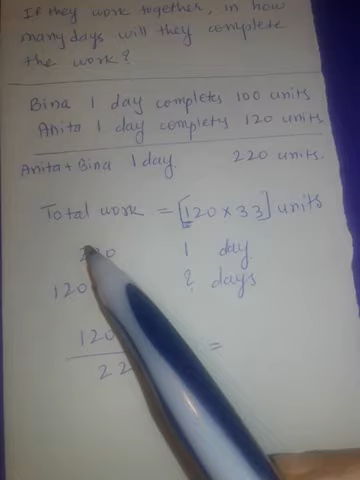 If they work together, in how
many days will they complete
the work?
Bina 1 day completes 100 units
Anita 1 day completes 120 units
Anita + Bina 1 day. 220 units.
Total work = [120 × 33] units
1 day
120 ? days
120
22 =